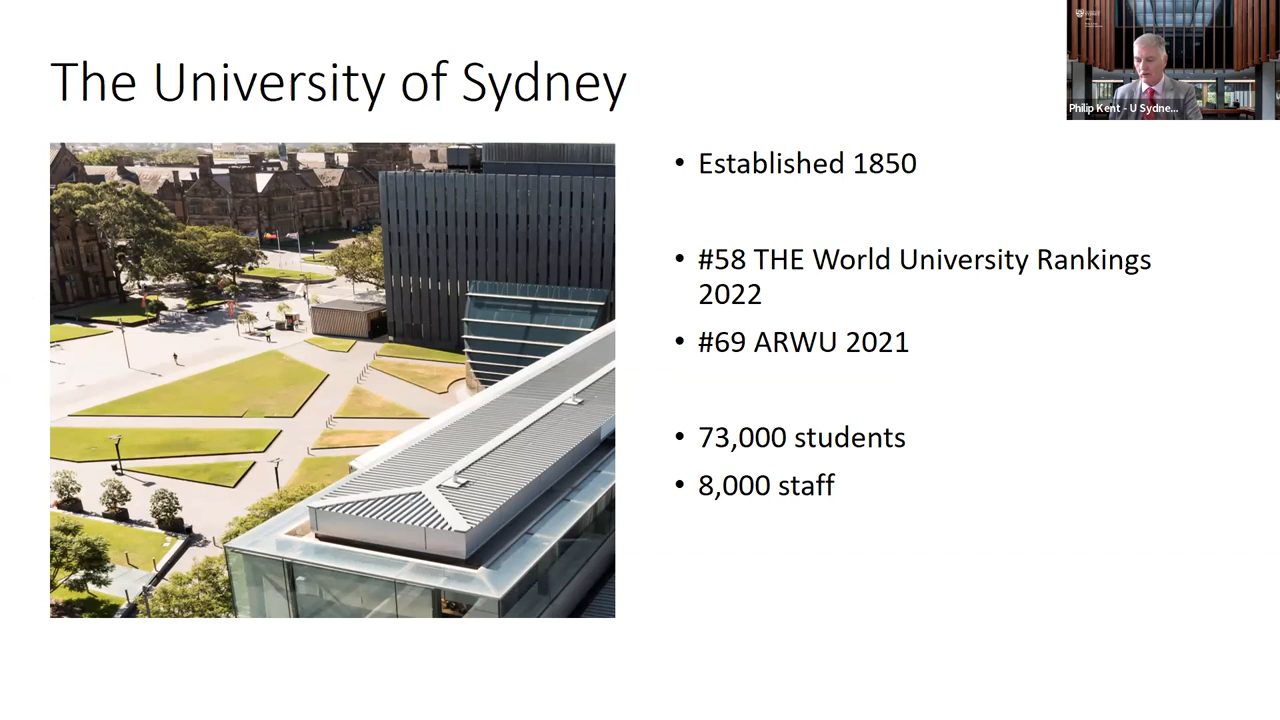 The University of Sydney
Philip Kent - U Sydne...
• Established 1850
• #58 THE World University Rankings
2022
• #69 ARWU 2021
• 73,000 students
• 8,000 staff